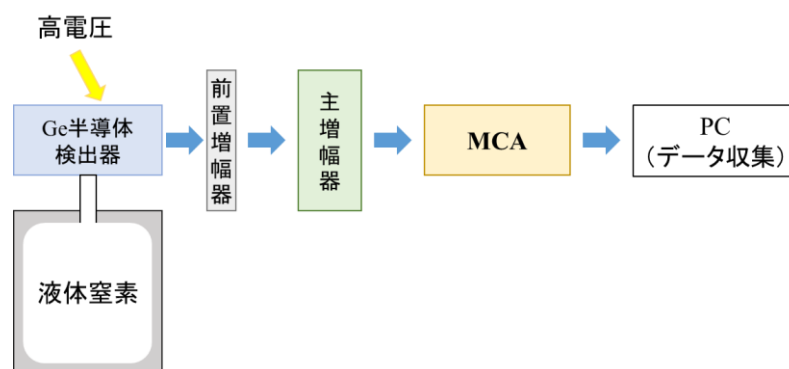 高電圧
Ge半導体
検出器
前置増幅器
主増幅器
MCA
PC
（データ収集）
液体窒素